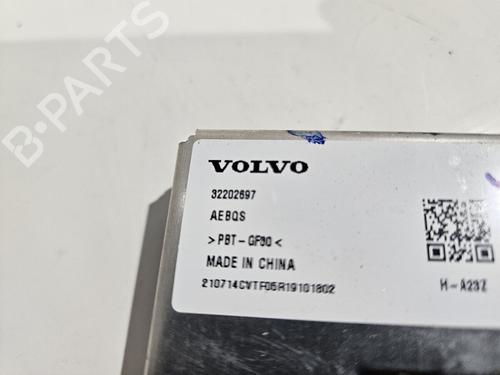 B-PARTS
VOLVO
32202697
AEBQS
>PBT-GF30<
MADE IN CHINA
210714CVTF05R19101802
H-A23Z